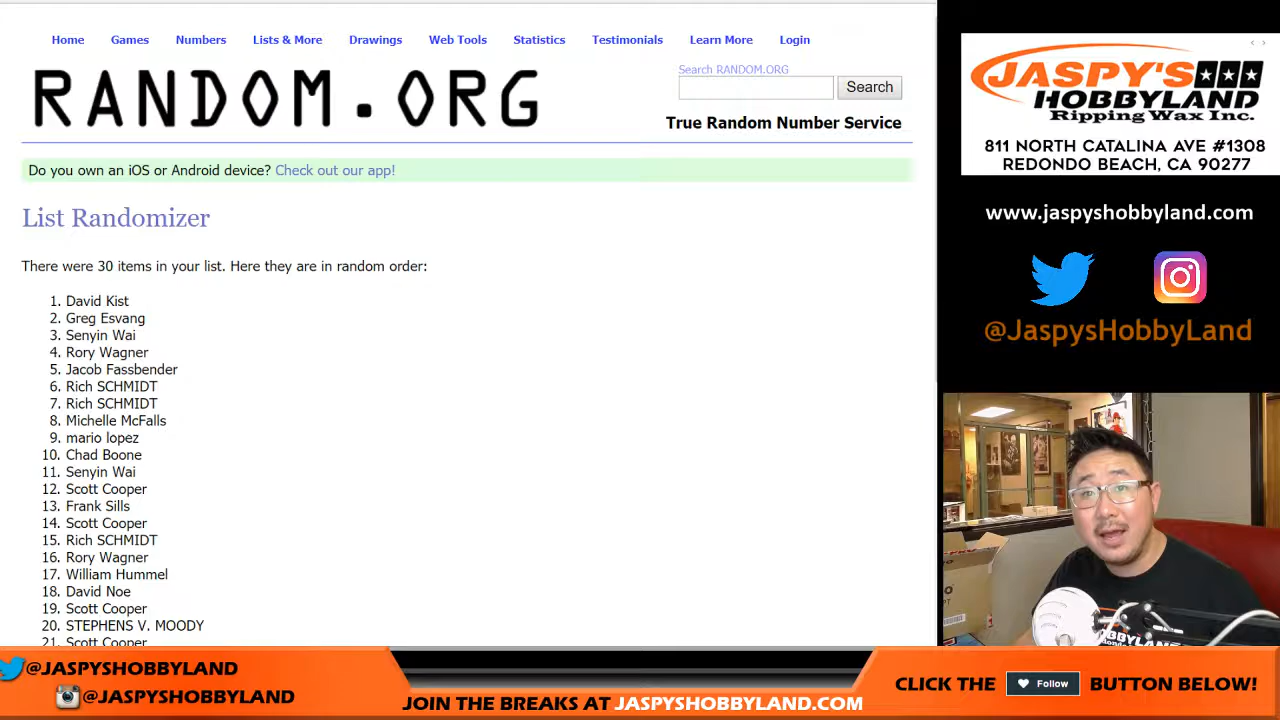 Home Games Numbers Lists & More Drawings Web Tools Statistics Testimonials Learn More Login
RANDOM.ORG
Search RANDOM.ORG
Search
True Random Number Service
Do you own an iOS or Android device? Check out our app!
List Randomizer
There were 30 items in your list. Here they are in random order:
1. David Kist
2. Greg Esvang
3. Senyin Wai
4. Rory Wagner
5. Jacob Fassbender
6. Rich SCHMIDT
7. Rich SCHMIDT
8. Michelle McFalls
9. mario lopez
10. Chad Boone
11. Senyin Wai
12. Scott Cooper
13. Frank Sills
14. Scott Cooper
15. Rich SCHMIDT
16. Rory Wagner
17. William Hummel
18. David Noe
19. Scott Cooper
20. STEPHENS V. MOODY
21. Scott Cooper
JASPY'S
HOBBYLAND
Ripping Wax Inc.
811 NORTH CATALINA AVE #1308
REDONDO BEACH, CA 90277
www.jaspyshobbyland.com
@JaspysHobbyLand
@JASPYSHOBBYLAND
@JASPYSHOBBYLAND
JOIN THE BREAKS AT JASPYSHOBBYLAND.COM
CLICK THE Follow BUTTON BELOW!